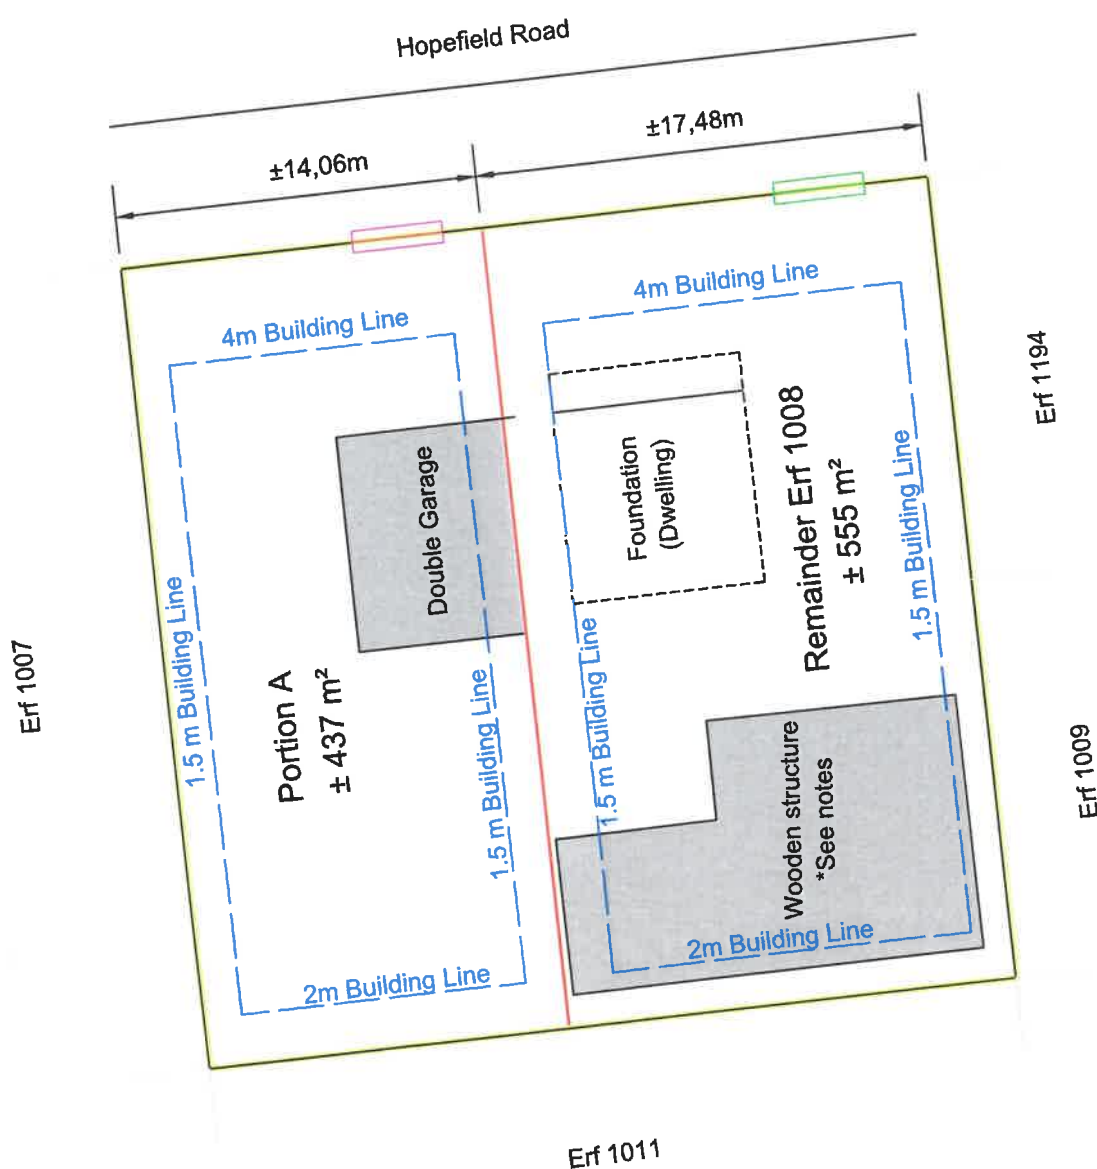 Hopefield Road
±14,06m
±17,48m
4m Building Line
4m Building Line
Erf 1194
Double Garage
Foundation
(Dwelling)
Remainder Erf 1008
± 555 m²
1.5 m Building Line
1.5 m Building Line
Erf 1007
Portion A
± 437 m²
1.5 m Building Line
1.5 m Building Line
Wooden structure
*See notes
Erf 1009
2m Building Line
2m Building Line
Erf 1011